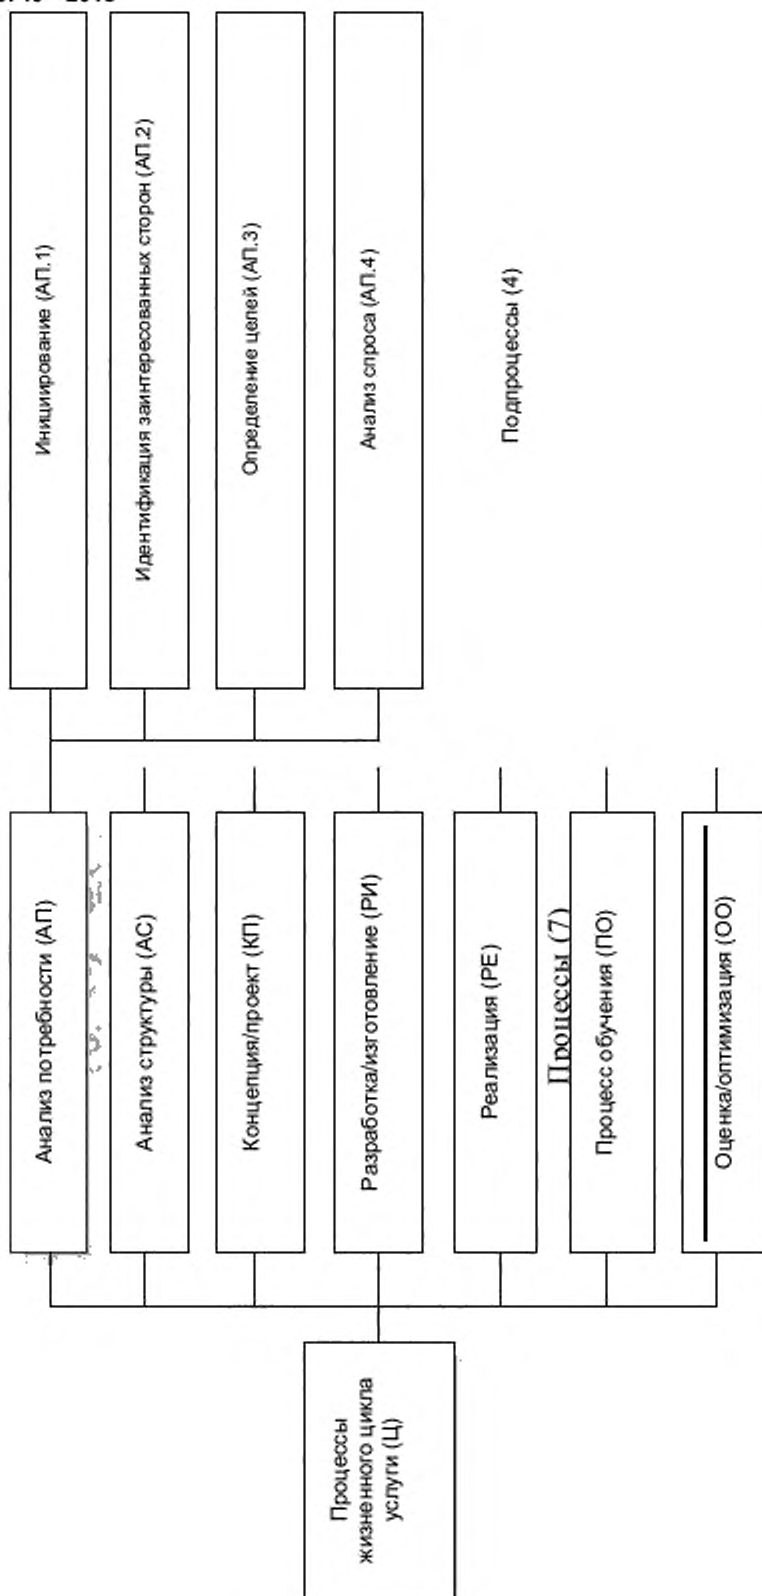 Процессы
жизненного цикла
услуги (Ц)
Анализ потребности (АП)
Анализ структуры (АС)
Концепция/проект (КП)
Разработка/изготовление (РИ)
Реализация (РЕ)
Процессы (7)
Процесс обучения (ПО)
Оценка/оптимизация (ОО)
Инициирование (АП.1)
Идентификация заинтересованных сторон (АП.2)
Определение целей (АП.3)
Анализ спроса (АП.4)
Подпроцессы (4)